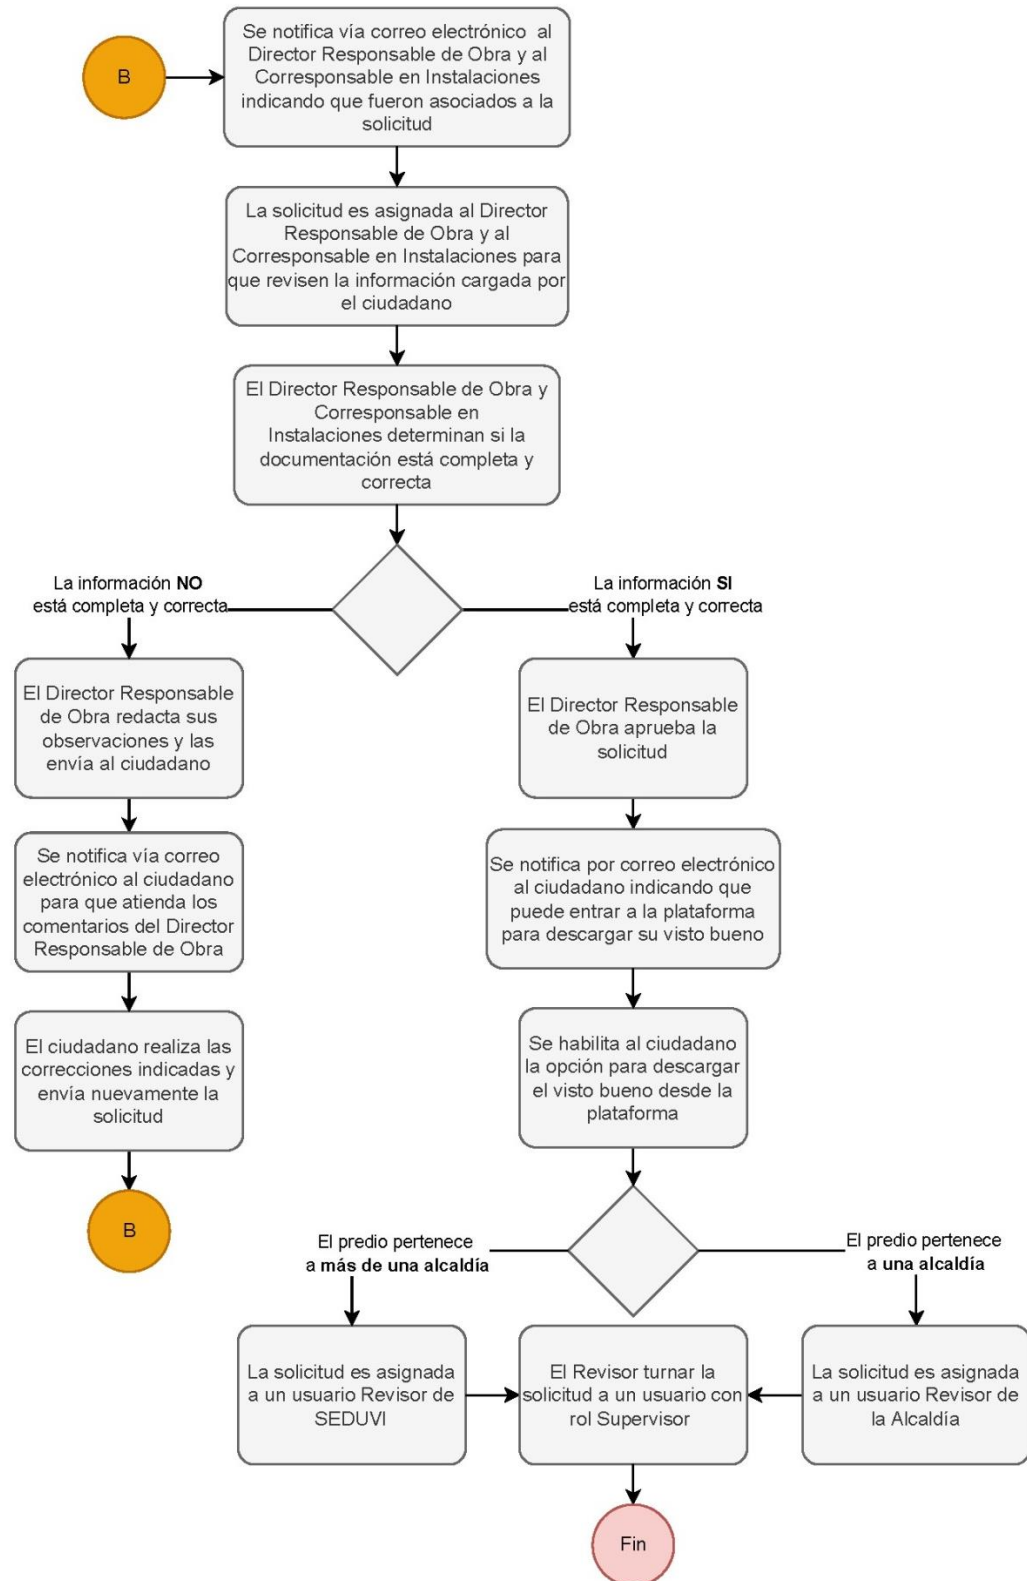 B
Se notifica vía correo electrónico al
Director Responsable de Obra y al
Corresponsable en Instalaciones
indicando que fueron asociados a la
solicitud
La solicitud es asignada al Director
Responsable de Obra y al
Corresponsable en Instalaciones para
que revisen la información cargada por
el ciudadano
El Director Responsable de Obra y
Corresponsable en
Instalaciones determinan si la
documentación está completa y
correcta
La información NO
está completa y correcta
La información SI
está completa y correcta
El Director Responsable
de Obra redacta sus
observaciones y las
envía al ciudadano
Se notifica vía correo
electrónico al ciudadano
para que atienda los
comentarios del Director
Responsable de Obra
El ciudadano realiza las
correcciones indicadas y
envía nuevamente la
solicitud
B
El Director Responsable
de Obra aprueba la
solicitud
Se notifica por correo electrónico
al ciudadano indicando que
puede entrar a la plataforma
para descargar su visto bueno
Se habilita al ciudadano
la opción para descargar
el visto bueno desde la
plataforma
El predio pertenece
a más de una alcaldía
El predio pertenece
a una alcaldía
La solicitud es asignada
a un usuario Revisor de
SEDUVI
El Revisor turnar la
solicitud a un usuario con
rol Supervisor
La solicitud es asignada
a un usuario Revisor de
la Alcaldía
Fin